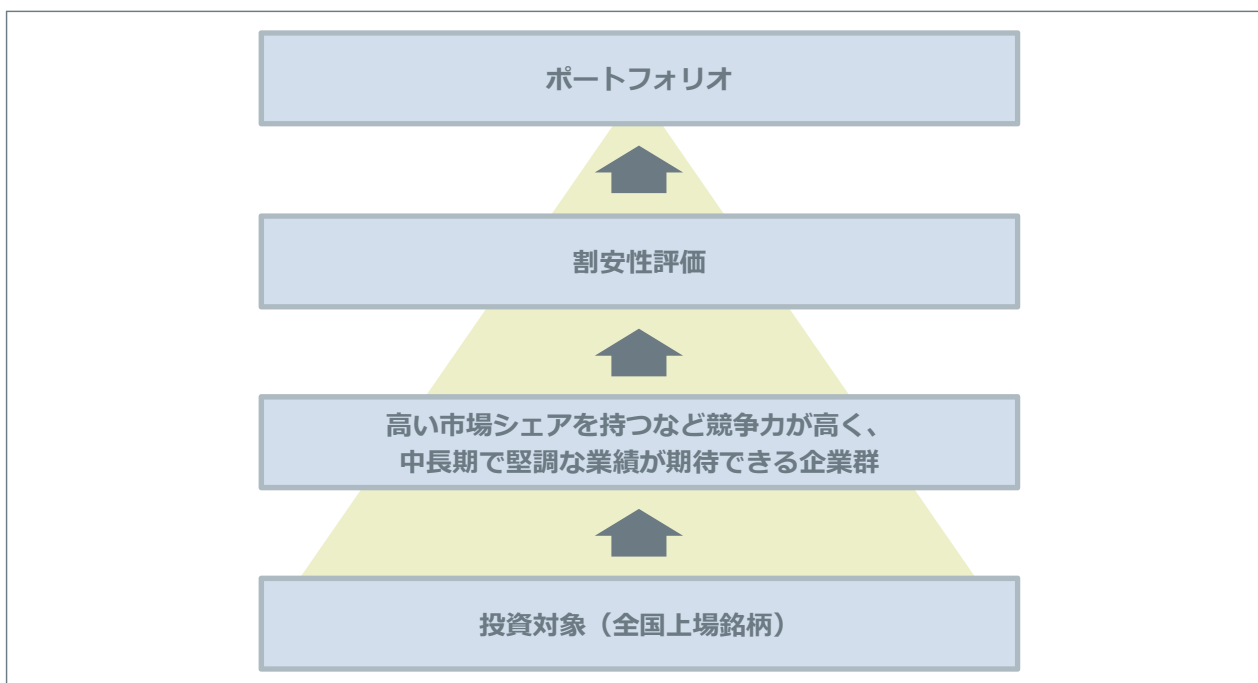 ポートフォリオ
割安性評価
高い市場シェアを持つなど競争力が高く、
中長期で堅調な業績が期待できる企業群
投資対象（全国上場銘柄）